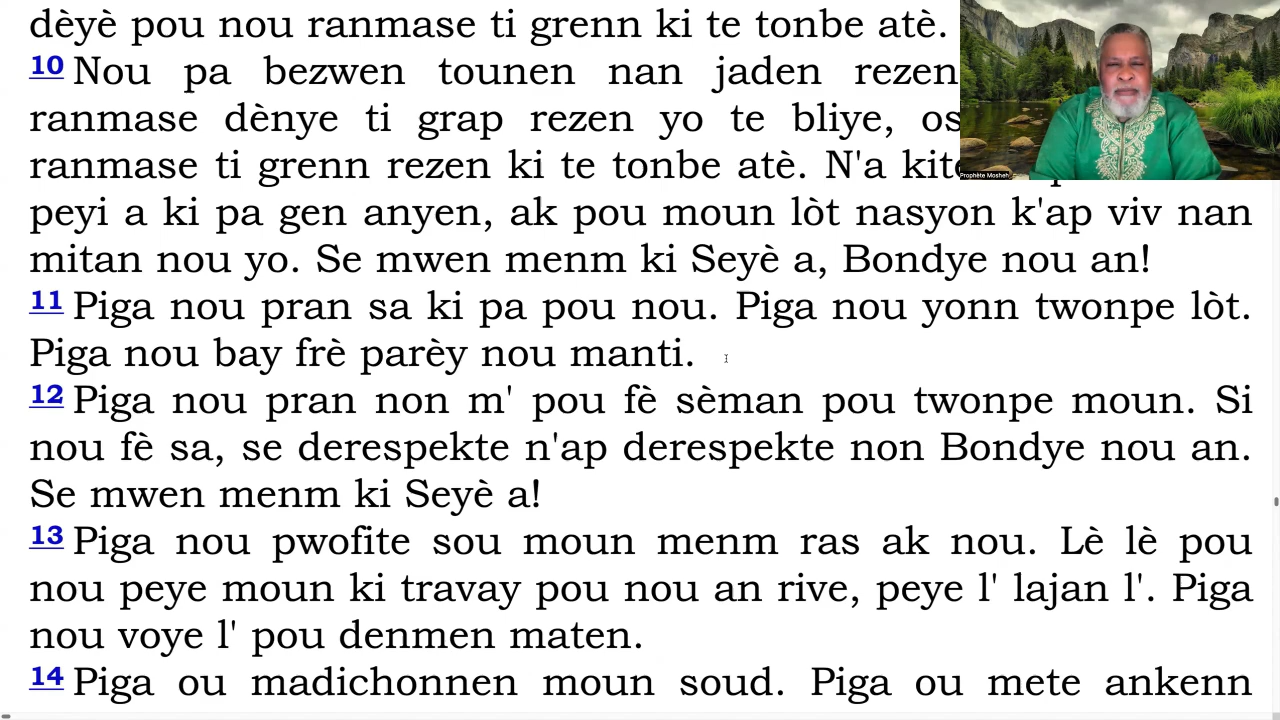 dèyè pou nou ranmase ti grenn ki te tonbe atè.
10 Nou pa bezwen tounen nan jaden rezen
ranmase dènye ti grap rezen yo te bliye, os
ranmase ti grenn rezen ki te tonbe atè. N'a kite
peyi a ki pa gen anyen, ak pou moun lòt nasyon k'ap viv nan
mitan nou yo. Se mwen menm ki Seyè a, Bondye nou an!
11 Piga nou pran sa ki pa pou nou. Piga nou yonn twonpe lòt.
Piga nou bay frè parèy nou manti.
12 Piga nou pran non m' pou fè sèman pou twonpe moun. Si
nou fè sa, se derespekte n'ap derespekte non Bondye nou an.
Se mwen menm ki Seyè a!
13 Piga nou pwofite sou moun menm ras ak nou. Lè lè pou
nou peye moun ki travay pou nou an rive, peye l' lajan l'. Piga
nou voye l' pou denmen maten.
14 Piga ou madichonnen moun soud. Piga ou mete ankenn
Prophète Mosheh